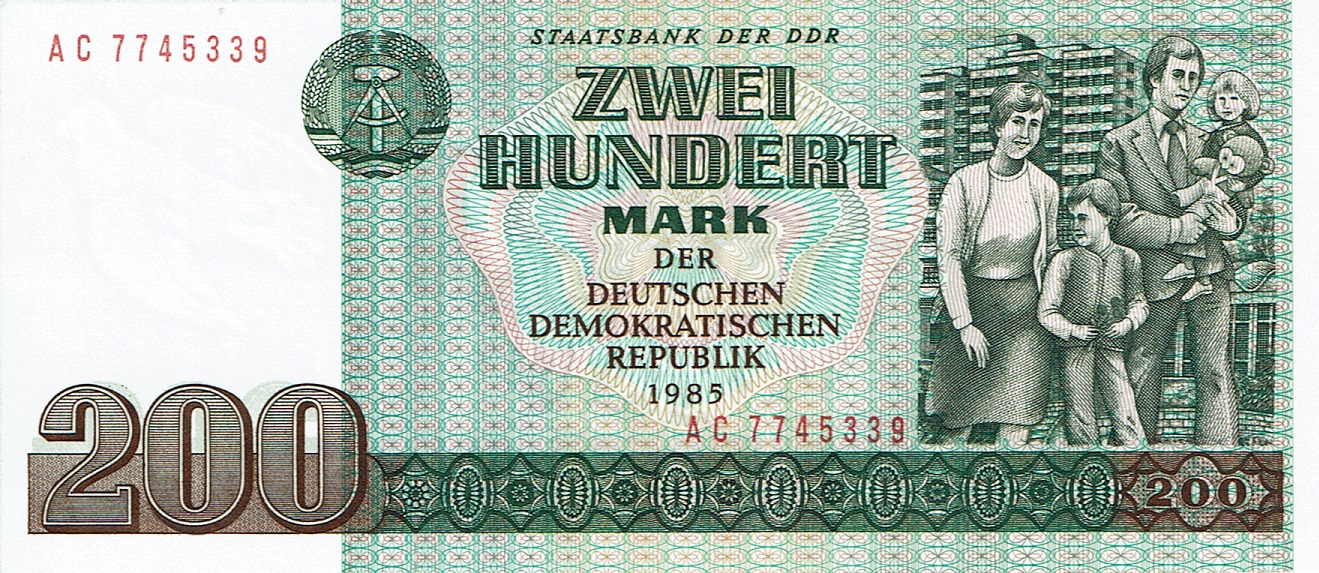 AC 7745339
STAATSBANK DER DDR
ZWEI
HUNDERT
MARK
DER
DEUTSCHEN
DEMOKRATISCHEN
REPUBLIK
1985
AC 7745339
200
200